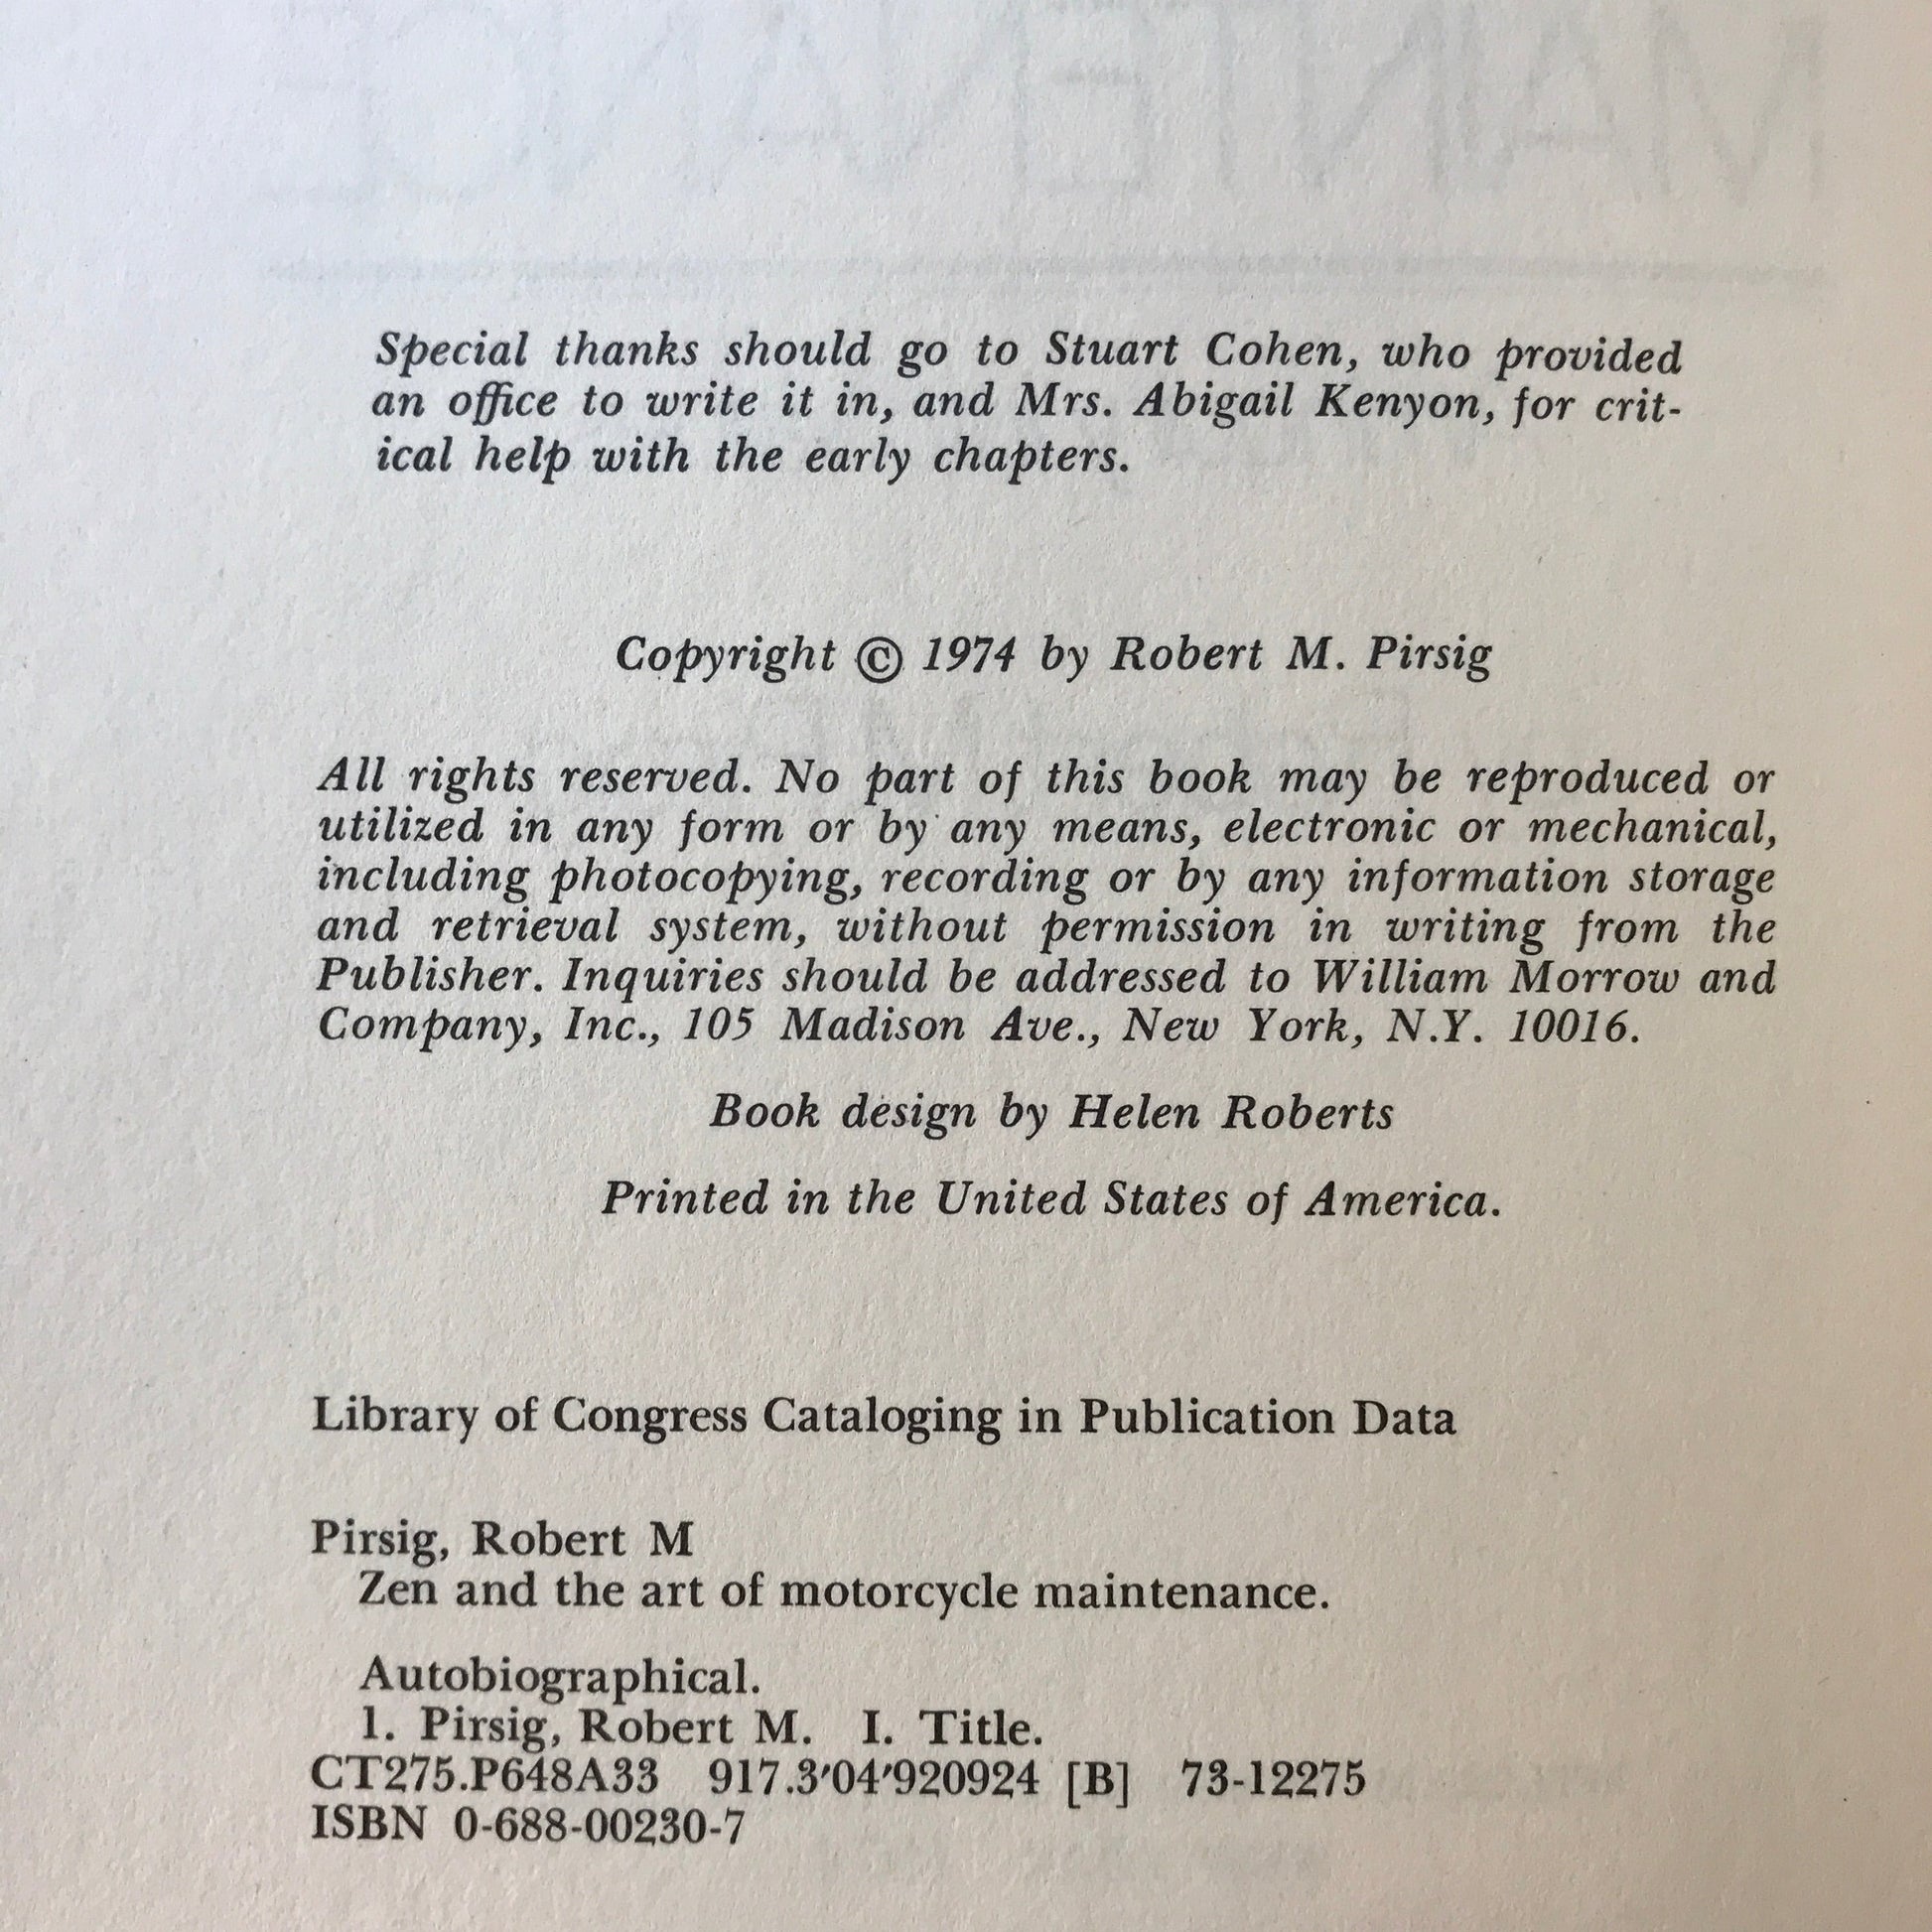 MAINTENANCE
Special thanks should go to Stuart Cohen, who provided
an office to write it in, and Mrs. Abigail Kenyon, for crit-
ical help with the early chapters.
Copyright © 1974 by Robert M. Pirsig
All rights reserved. No part of this book may be reproduced or
utilized in any form or by any means, electronic or mechanical,
including photocopying, recording or by any information storage
and retrieval system, without permission in writing from the
Publisher. Inquiries should be addressed to William Morrow and
Company, Inc., 105 Madison Ave., New York, N.Y. 10016.
Book design by Helen Roberts
Printed in the United States of America.
Library of Congress Cataloging in Publication Data
Pirsig, Robert M
Zen and the art of motorcycle maintenance.
Autobiographical.
1. Pirsig, Robert M. I. Title.
CT275.P648A33 917.3'04'920924 [B] 73-12275
ISBN 0-688-00230-7